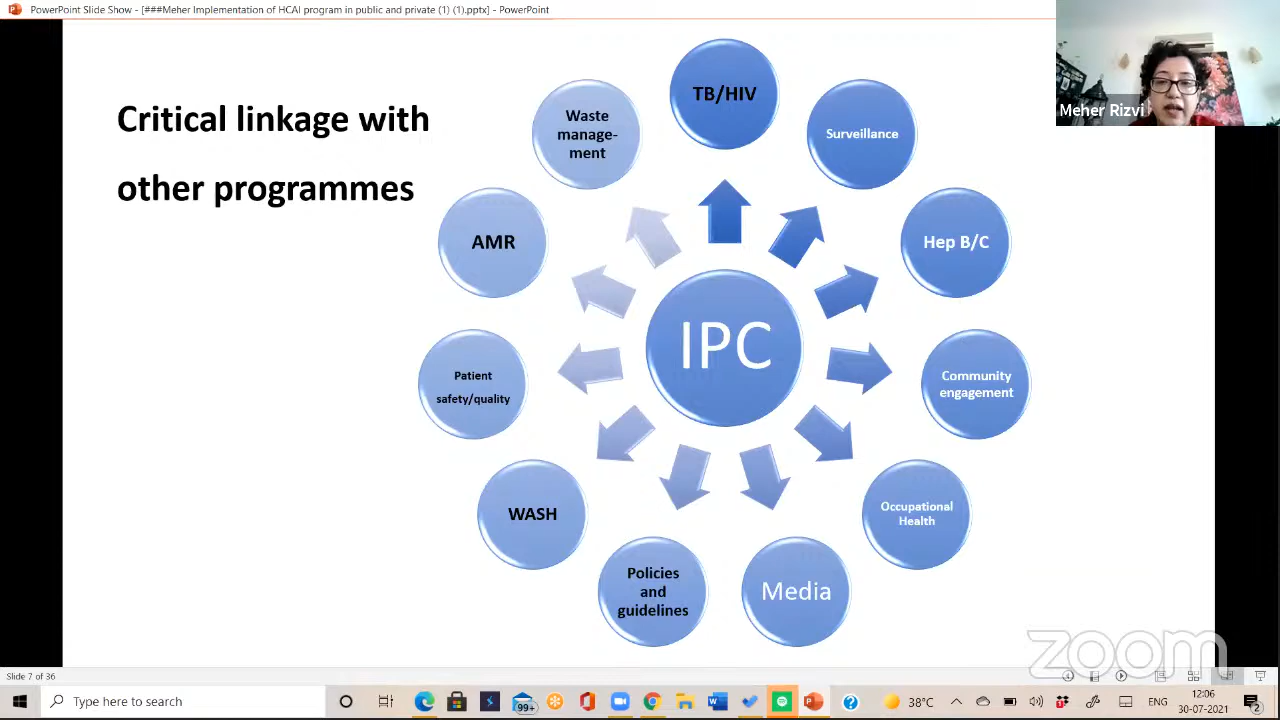 PowerPoint Slide Show - [###Meher Implementation of HCAI program in public and private (1) (1).pptx] - PowerPoint
Meher Rizvi
Critical linkage with
other programmes
TB/HIV
Surveillance
Hep B/C
Community
engagement
Occupational
Health
Media
Policies
and
guidelines
WASH
Patient
safety/quality
AMR
Waste
manage-
ment
IPC
zoom
Slide 7 of 36
Type here to search
99+
38°C
ENG
12:06
30-07-2021
2